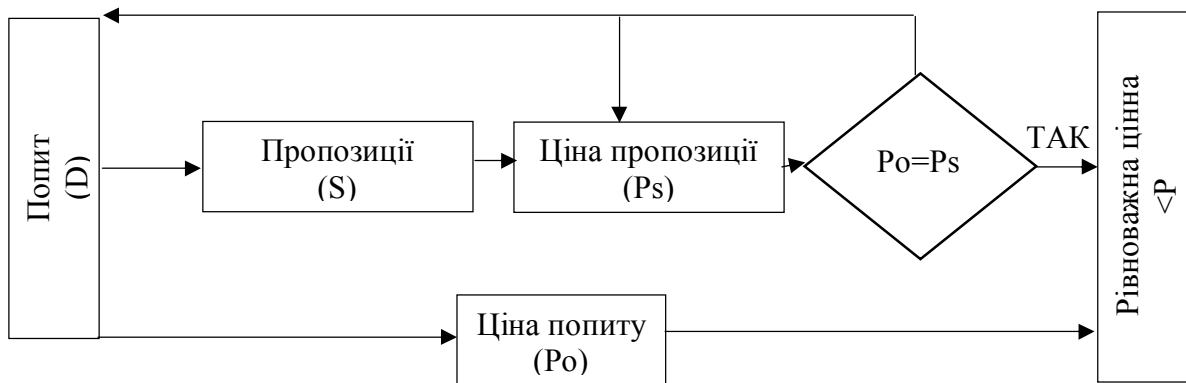 Попит
(D)
Пропозиції
(S)
Ціна пропозиції
(Ps)
Po=Ps
ТАК
Рівноважна цінна
<P
Ціна попиту
(Po)